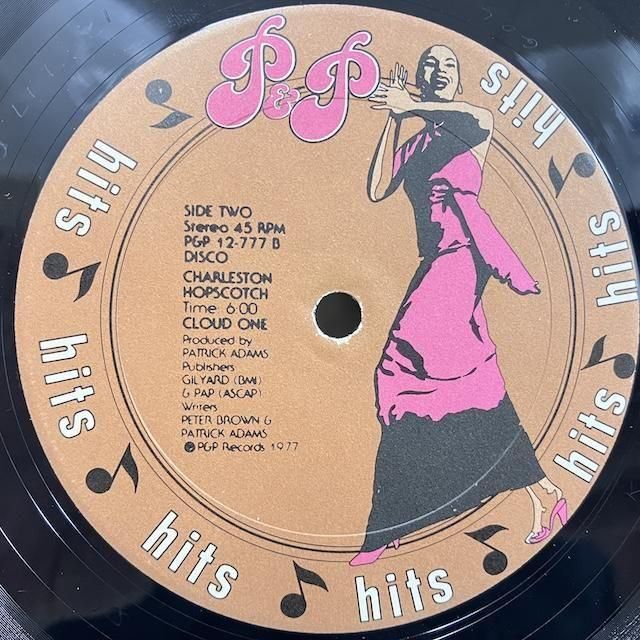 P&P
SIDE TWO
Stereo 45 RPM
PGP 12-777 B
DISCO
CHARLESTON
HOPSCOTCH
Time: 6:00
CLOUD ONE
Produced by
PATRICK ADAMS
Publishers
GILYARD (BMI)
& PAP (ASCAP)
Writers
PETER BROWN &
PATRICK ADAMS
℗ P&P Records 1977
hits
hits
hits
hits
hits
hits
hits